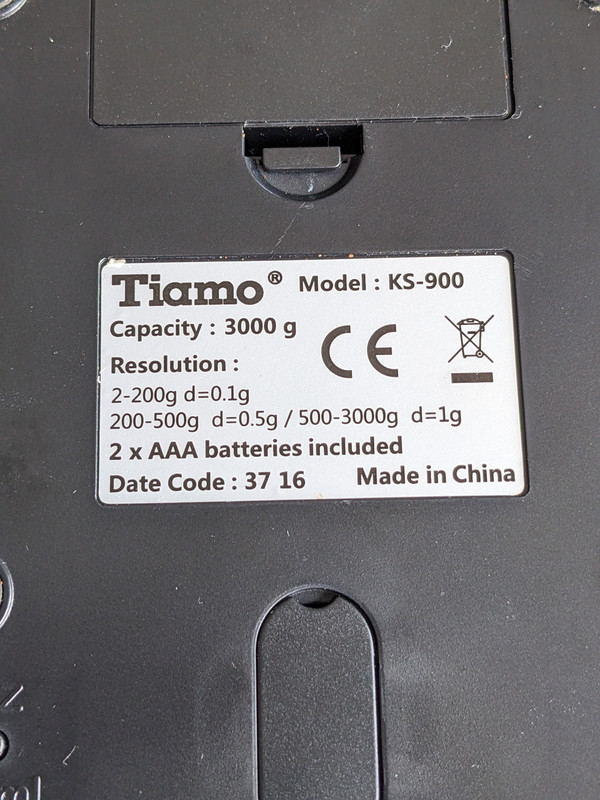 Tiamo® Model : KS-900
Capacity : 3000 g
CE
Resolution :
2-200g d=0.1g
200-500g d=0.5g / 500-3000g d=1g
2 x AAA batteries included
Date Code : 37 16 Made in China